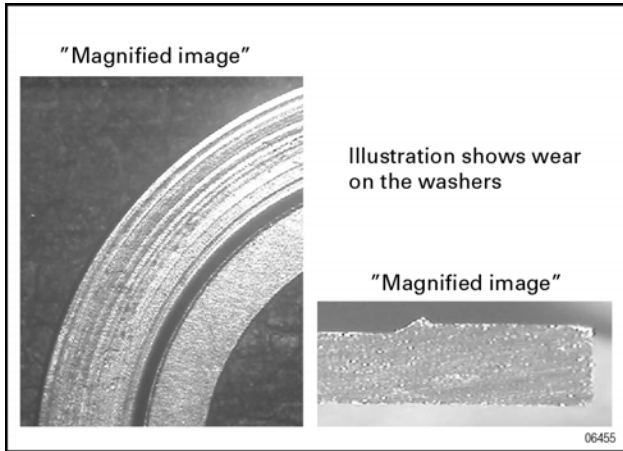 "Magnified image"
Illustration shows wear
on the washers
"Magnified image"
06455